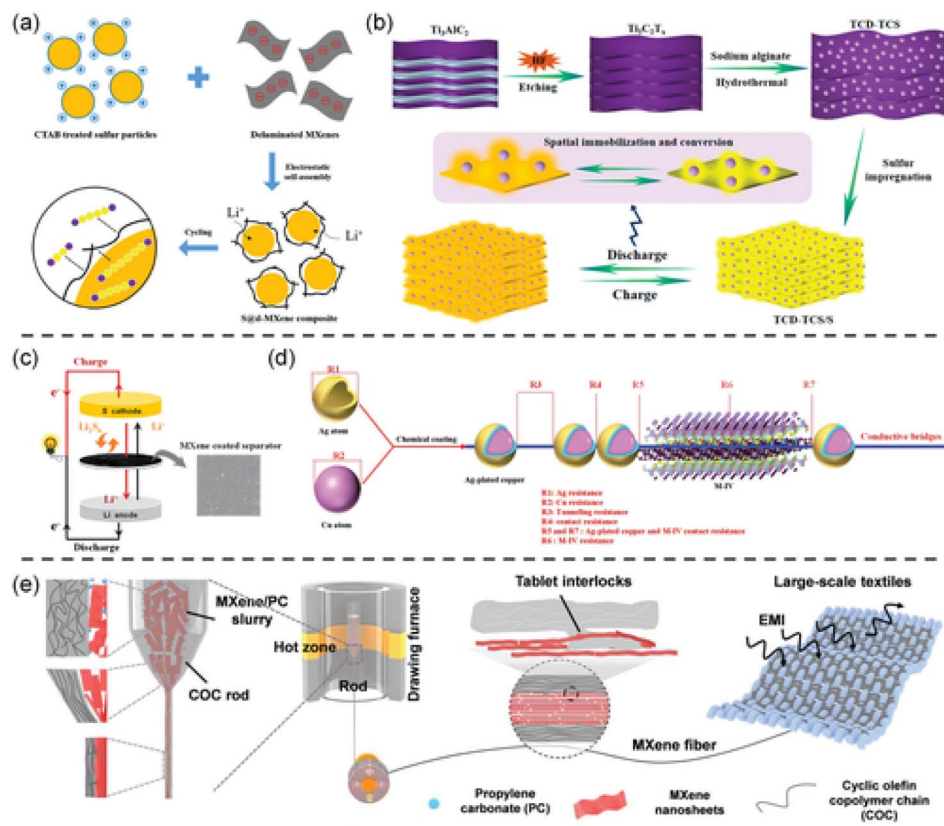 (a)
CTAB treated sulfur particles
Delaminated MXenes
Electrostatic
self-assembly
Li⁺
Li⁺
Cycling
S@d-MXene composite
(b)
Ti₃AlC₂
HF
Etching
Ti₃C₂Tₓ
Sodium alginate
Hydrothermal
TCD-TCS
Spatial immobilization and conversion
Sulfur
impregnation
Discharge
Charge
TCD-TCS/S
(c)
Charge
e⁻
S cathode
Li₂Sₓ
Li⁺
MXene coated separator
Li⁺
Li anode
e⁻
Discharge
(d)
R1
Ag atom
R2
Cu atom
Chemical coating
R3
R4
R5
R6
R7
Ag-plated copper
M-IV
Conductive bridges
R1: Ag resistance
R2: Cu resistance
R3: Tunneling resistance
R4: contact resistance
R5 and R7 : Ag-plated copper and M-IV contact resistance
R6 : M-IV resistance
(e)
MXene/PC
slurry
COC rod
Hot zone
Rod
Drawing furnace
Tablet interlocks
Large-scale textiles
EMI
MXene fiber
Propylene
carbonate (PC)
MXene
nanosheets
Cyclic olefin
copolymer chain
(COC)